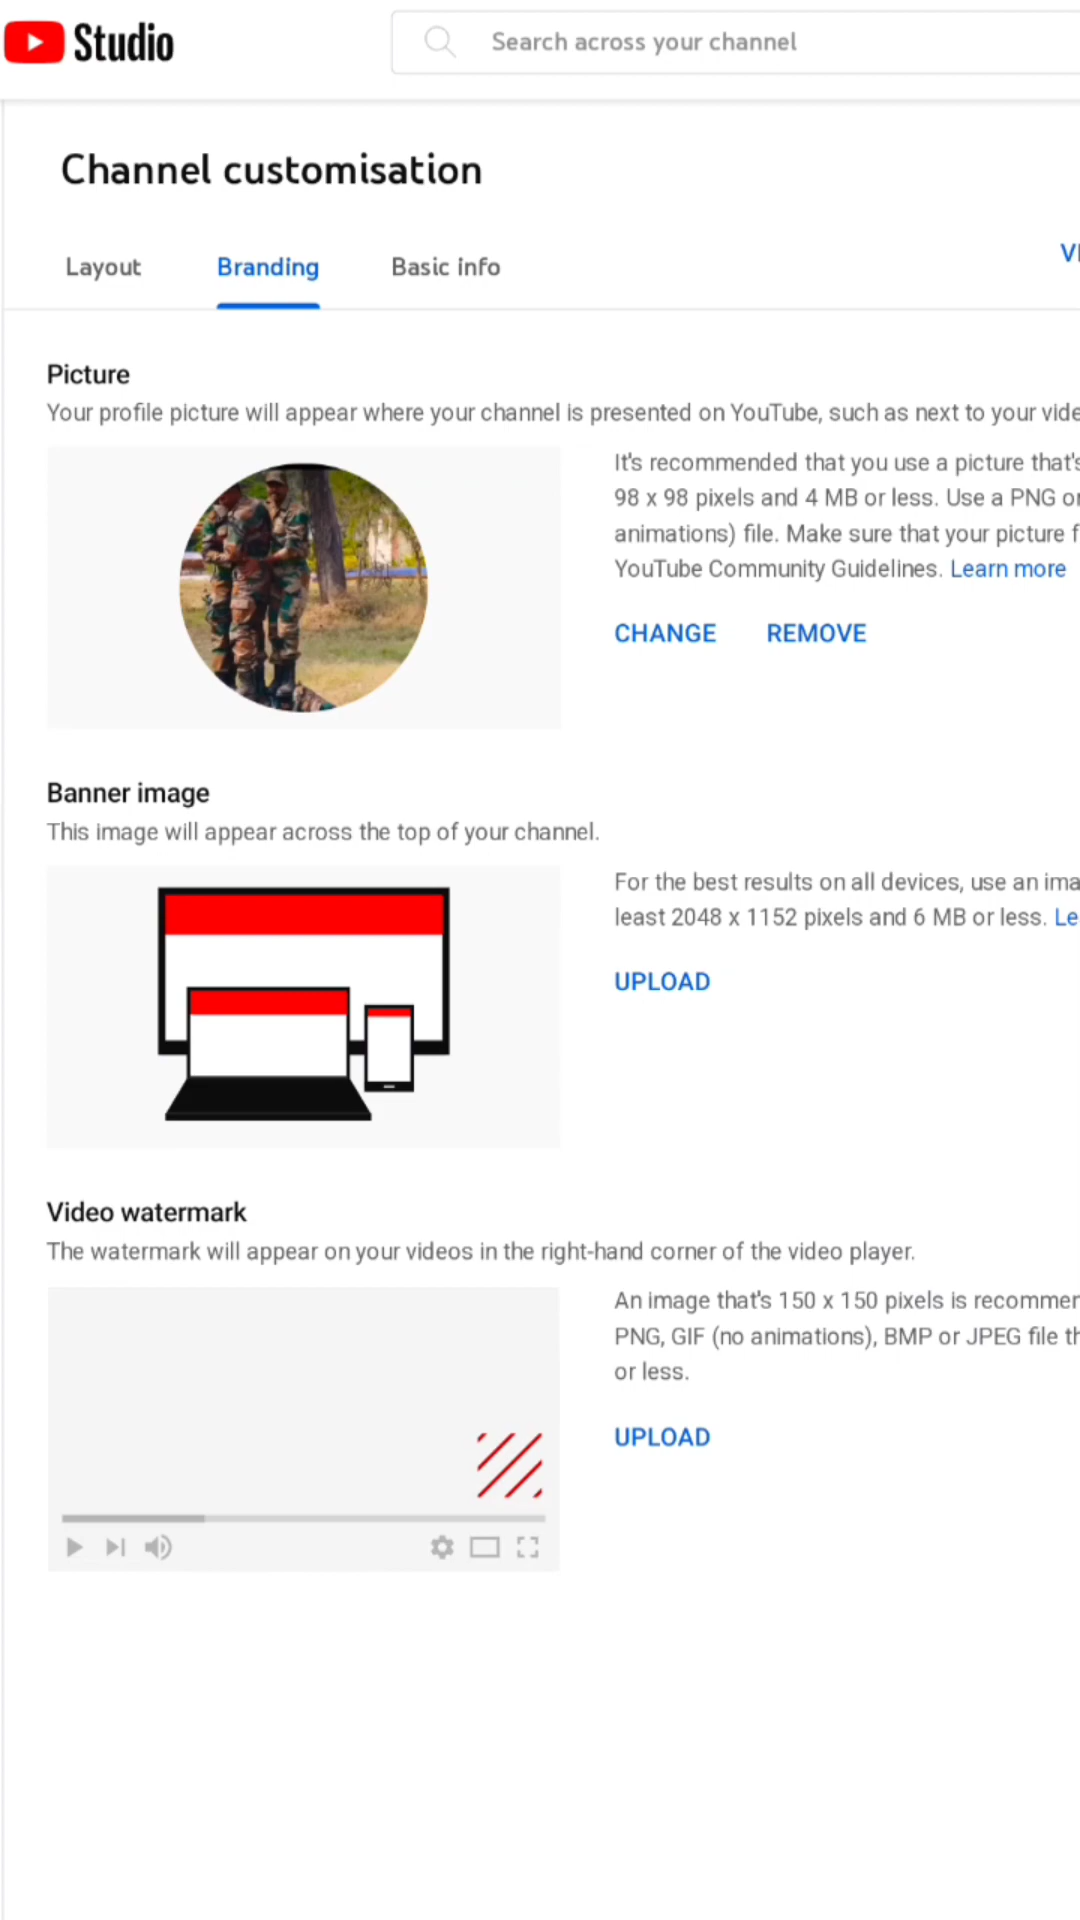 Studio
Search across your channel
Channel customisation
Layout
Branding
Basic info
Picture
Your profile picture will appear where your channel is presented on YouTube, such as next to your
It's recommended that you use a picture that's
98 x 98 pixels and 4 MB or less. Use a PNG
animations) file. Make sure that your picture
YouTube Community Guidelines. Learn more
CHANGE
REMOVE
Banner image
This image will appear across the top of your channel.
For the best results on all devices, use an
least 2048 x 1152 pixels and 6 MB or less.
UPLOAD
Video watermark
The watermark will appear on your videos in the right-hand corner of the video player.
An image that's 150 x 150 pixels is
PNG, GIF (no animations), BMP or JPEG file
or less.
UPLOAD